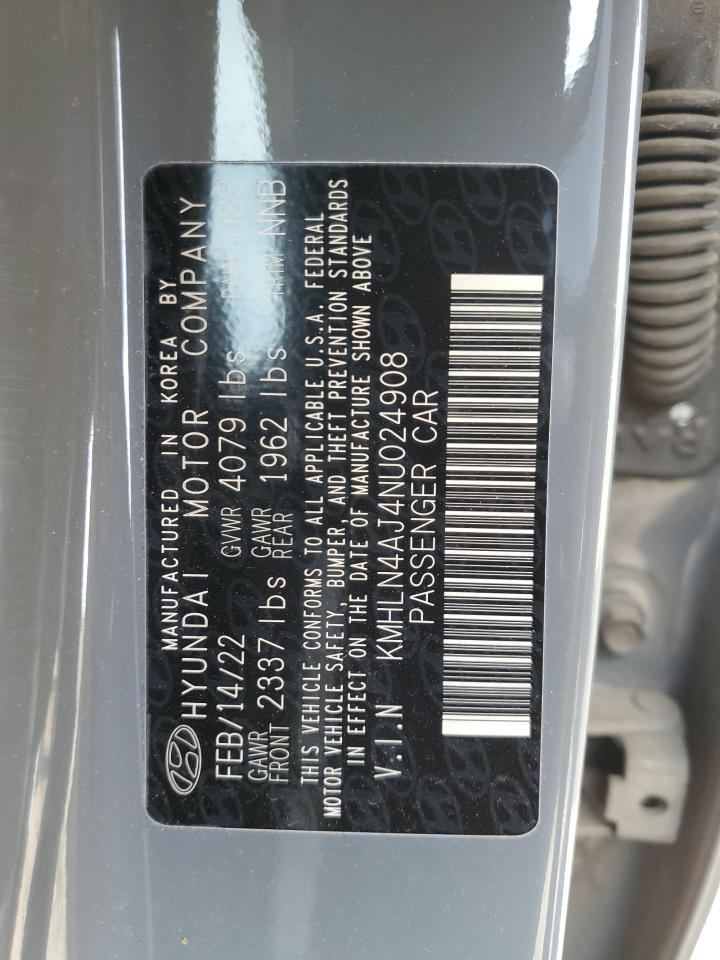 MANUFACTURED IN KOREA BY
HYUNDAI MOTOR COMPANY
FEB/14/22 GVWR 4079 lbs
GAWR FRONT 2337 lbs GAWR REAR 1962 lbs TRIM NNB
THIS VEHICLE CONFORMS TO ALL APPLICABLE U.S.A. FEDERAL
MOTOR VEHICLE SAFETY, BUMPER, AND THEFT PREVENTION STANDARDS
IN EFFECT ON THE DATE OF MANUFACTURE SHOWN ABOVE
V.I.N KMHLN4AJ4NU024908
PASSENGER CAR